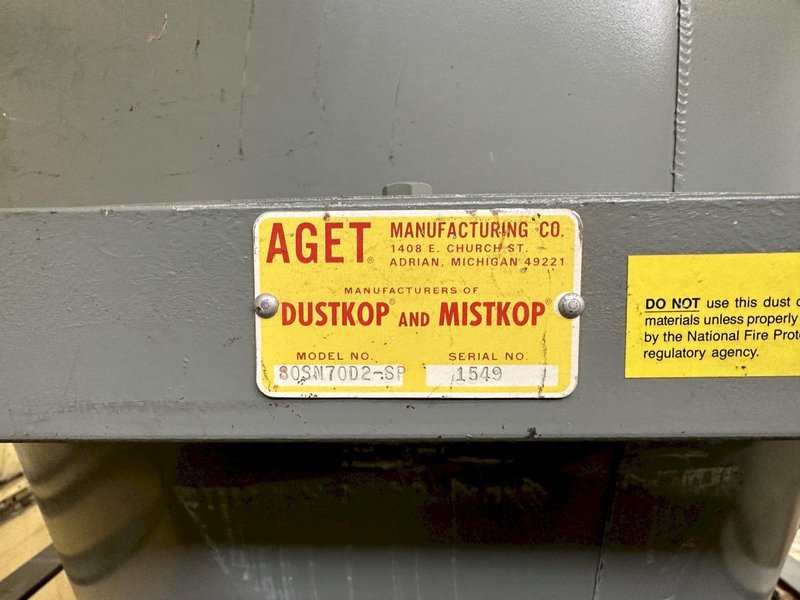 AGET® MANUFACTURING CO.
1408 E. CHURCH ST.
ADRIAN, MICHIGAN 49221
MANUFACTURERS OF
DUSTKOP® AND MISTKOP®
MODEL NO. SERIAL NO.
80SN70D2-SP 1549
DO NOT use this dust
materials unless properly
by the National Fire
regulatory agency.